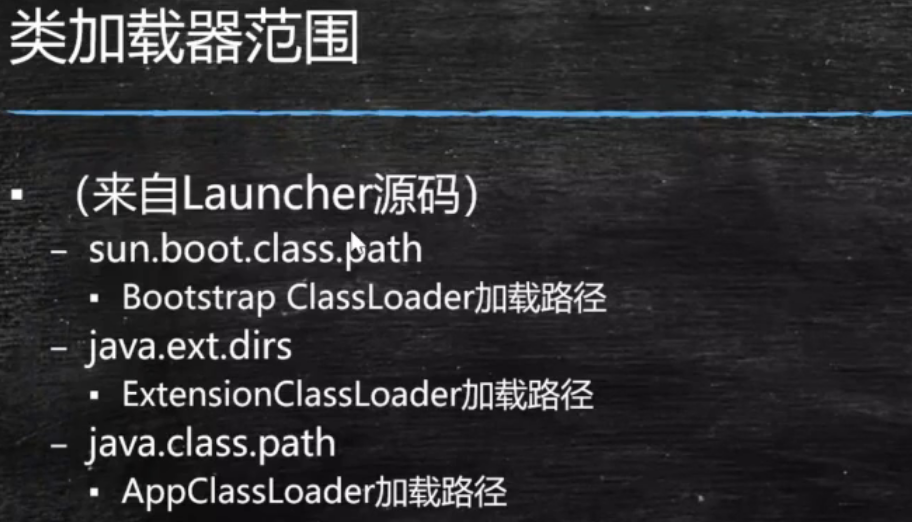 类加载器范围
▪ （来自Launcher源码）
– sun.boot.class.path
▪ Bootstrap ClassLoader加载路径
– java.ext.dirs
▪ ExtensionClassLoader加载路径
– java.class.path
▪ AppClassLoader加载路径